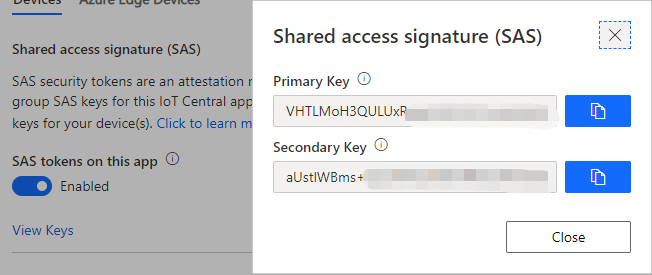 Devices Azure Edge Devices
Shared access signature (SAS)
SAS security tokens are an attestation
group SAS keys for this IoT Central app
keys for your device(s). Click to learn
SAS tokens on this app
Enabled
View Keys
Shared access signature (SAS)
Primary Key
VHTLMoH3QULUxR
Secondary Key
aUstIWBms+
Close